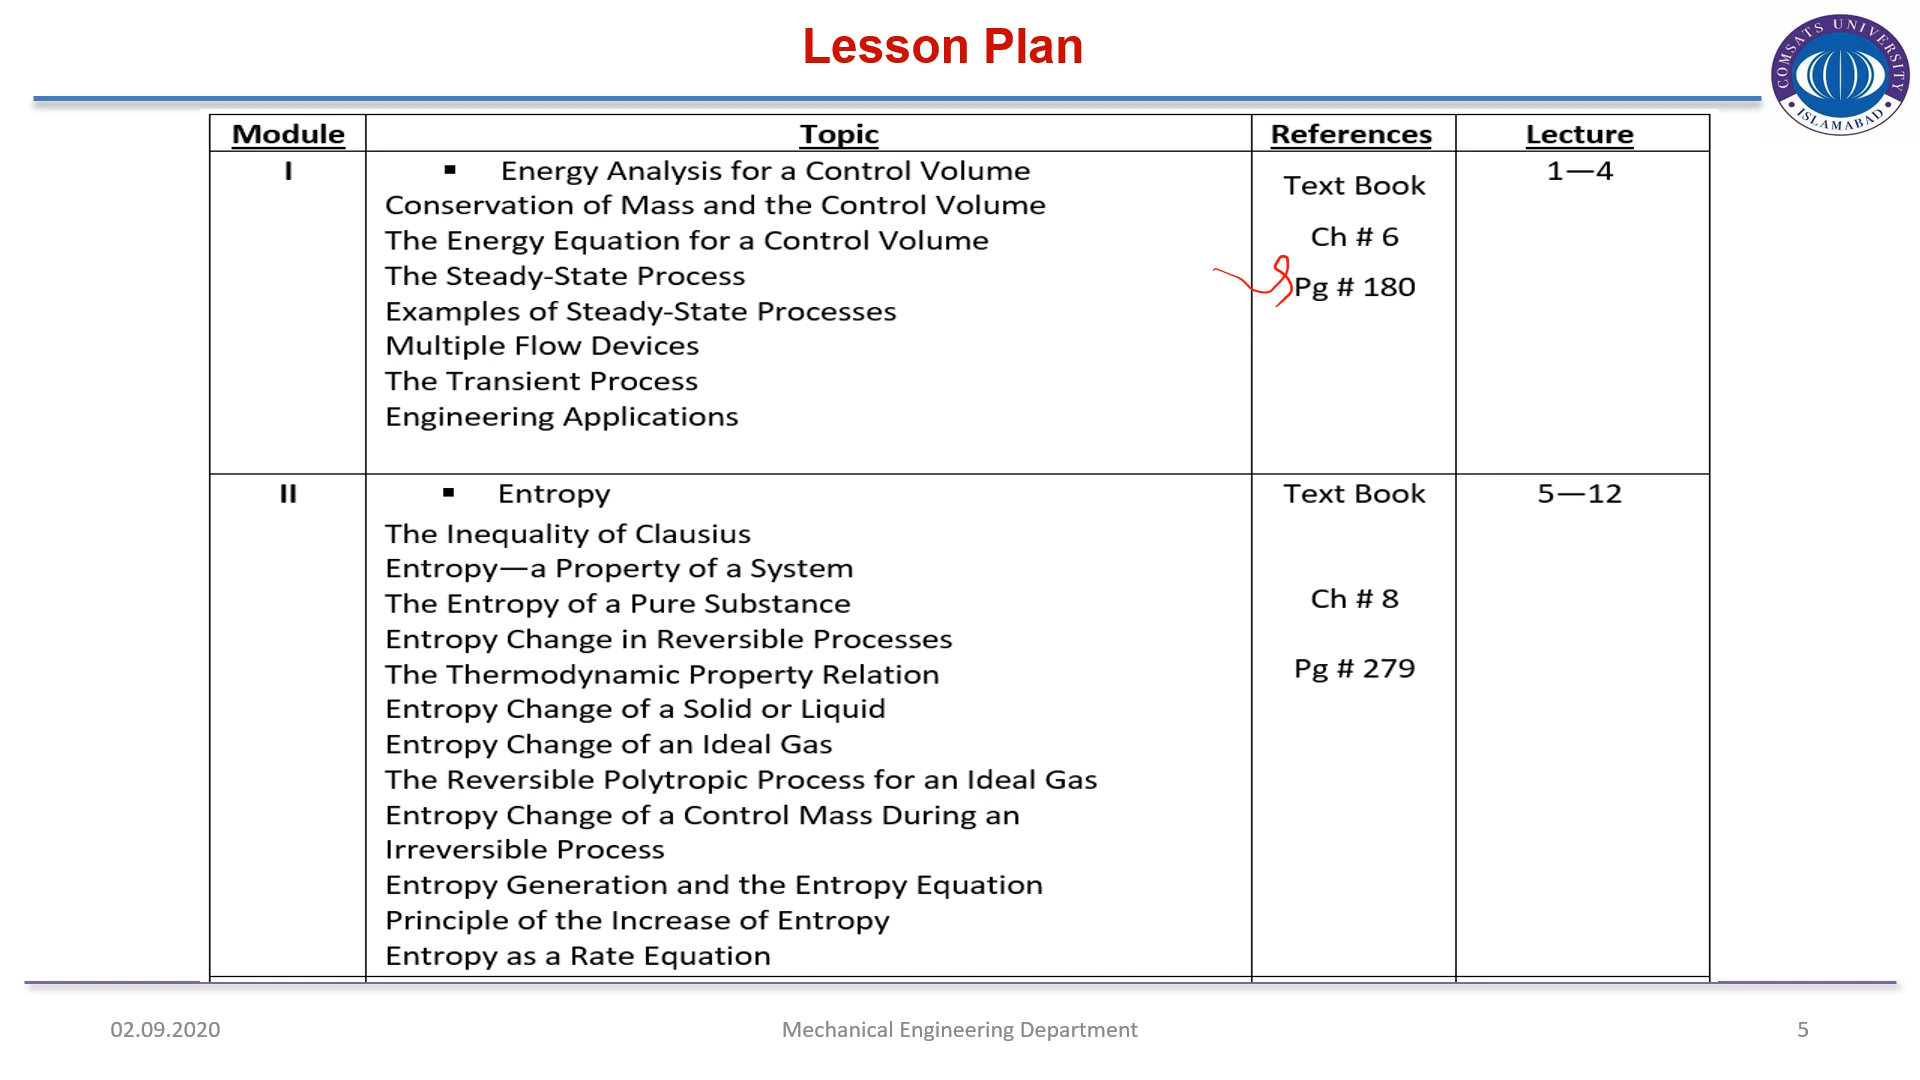 Lesson Plan
COMSATS UNIVERSITY
ISLAMABAD
Module Topic References Lecture
I
▪ Energy Analysis for a Control Volume
Conservation of Mass and the Control Volume
The Energy Equation for a Control Volume
The Steady-State Process
Examples of Steady-State Processes
Multiple Flow Devices
The Transient Process
Engineering Applications
Text Book
Ch # 6
Pg # 180
1—4
II
▪ Entropy
The Inequality of Clausius
Entropy—a Property of a System
The Entropy of a Pure Substance
Entropy Change in Reversible Processes
The Thermodynamic Property Relation
Entropy Change of a Solid or Liquid
Entropy Change of an Ideal Gas
The Reversible Polytropic Process for an Ideal Gas
Entropy Change of a Control Mass During an
Irreversible Process
Entropy Generation and the Entropy Equation
Principle of the Increase of Entropy
Entropy as a Rate Equation
Text Book
Ch # 8
Pg # 279
5—12
02.09.2020 Mechanical Engineering Department 5